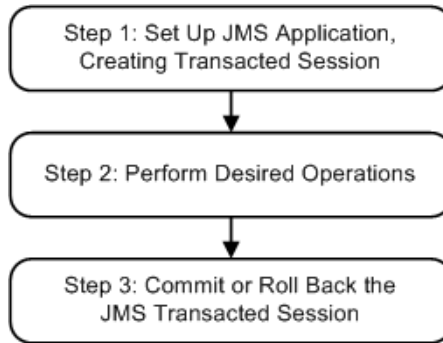 Step 1: Set Up JMS Application,
Creating Transacted Session
Step 2: Perform Desired Operations
Step 3: Commit or Roll Back the
JMS Transacted Session